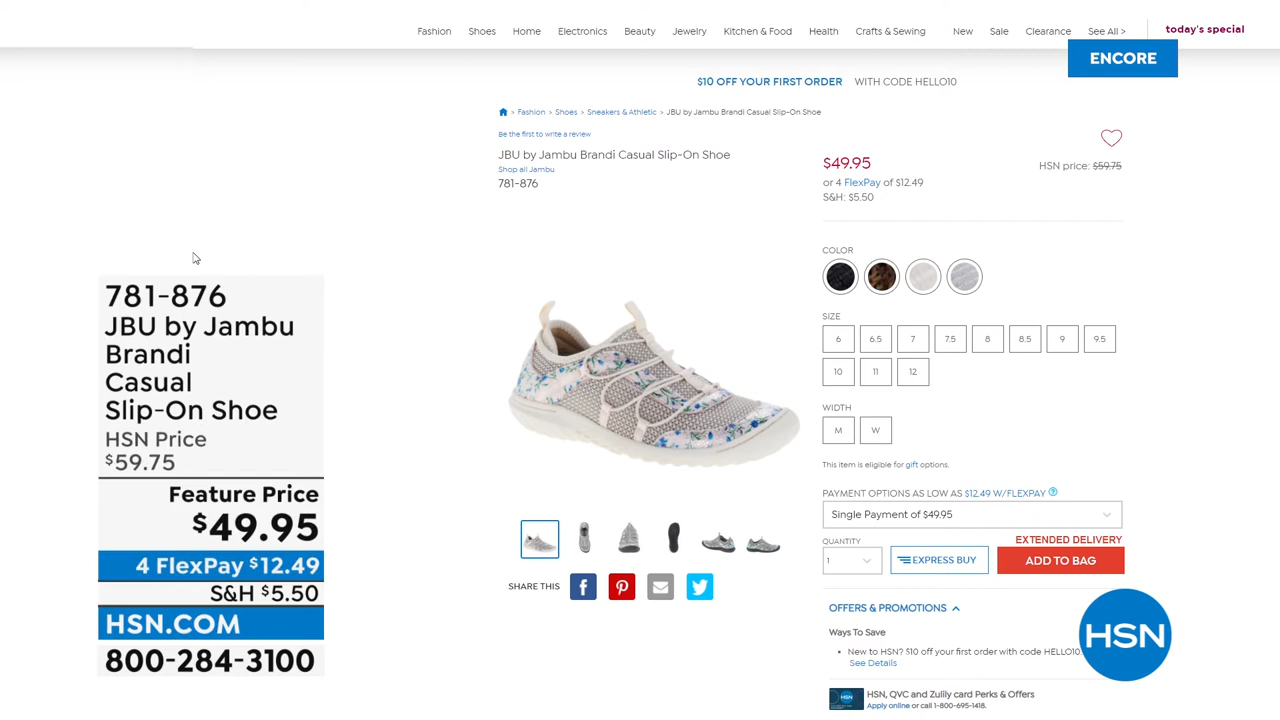 Fashion Shoes Home Electronics Beauty Jewelry Kitchen & Food Health Crafts & Sewing New Sale Clearance See All > today's special
ENCORE
$10 OFF YOUR FIRST ORDER WITH CODE HELLO10
> Fashion > Shoes > Sneakers & Athletic > JBU by Jambu Brandi Casual Slip-On Shoe
Be the first to write a review
JBU by Jambu Brandi Casual Slip-On Shoe
Shop all Jambu
781-876
$49.95
HSN price: $59.75
or 4 FlexPay of $12.49
S&H: $5.50
COLOR
SIZE
6 6.5 7 7.5 8 8.5 9 9.5
10 11 12
WIDTH
M W
This item is eligible for gift options.
PAYMENT OPTIONS AS LOW AS $12.49 W/FLEXPAY ?
Single Payment of $49.95
EXTENDED DELIVERY
QUANTITY
1
EXPRESS BUY
ADD TO BAG
SHARE THIS
OFFERS & PROMOTIONS
Ways To Save
• New to HSN? $10 off your first order with code HELLO10.
See Details
HSN
HSN, QVC and Zulily card Perks & Offers
Apply online or call 1-800-695-1418.
HSN
781-876
JBU by Jambu
Brandi
Casual
Slip-On Shoe
HSN Price
$59.75
Feature Price
$49.95
4 FlexPay $12.49
S&H $5.50
HSN.COM
800-284-3100